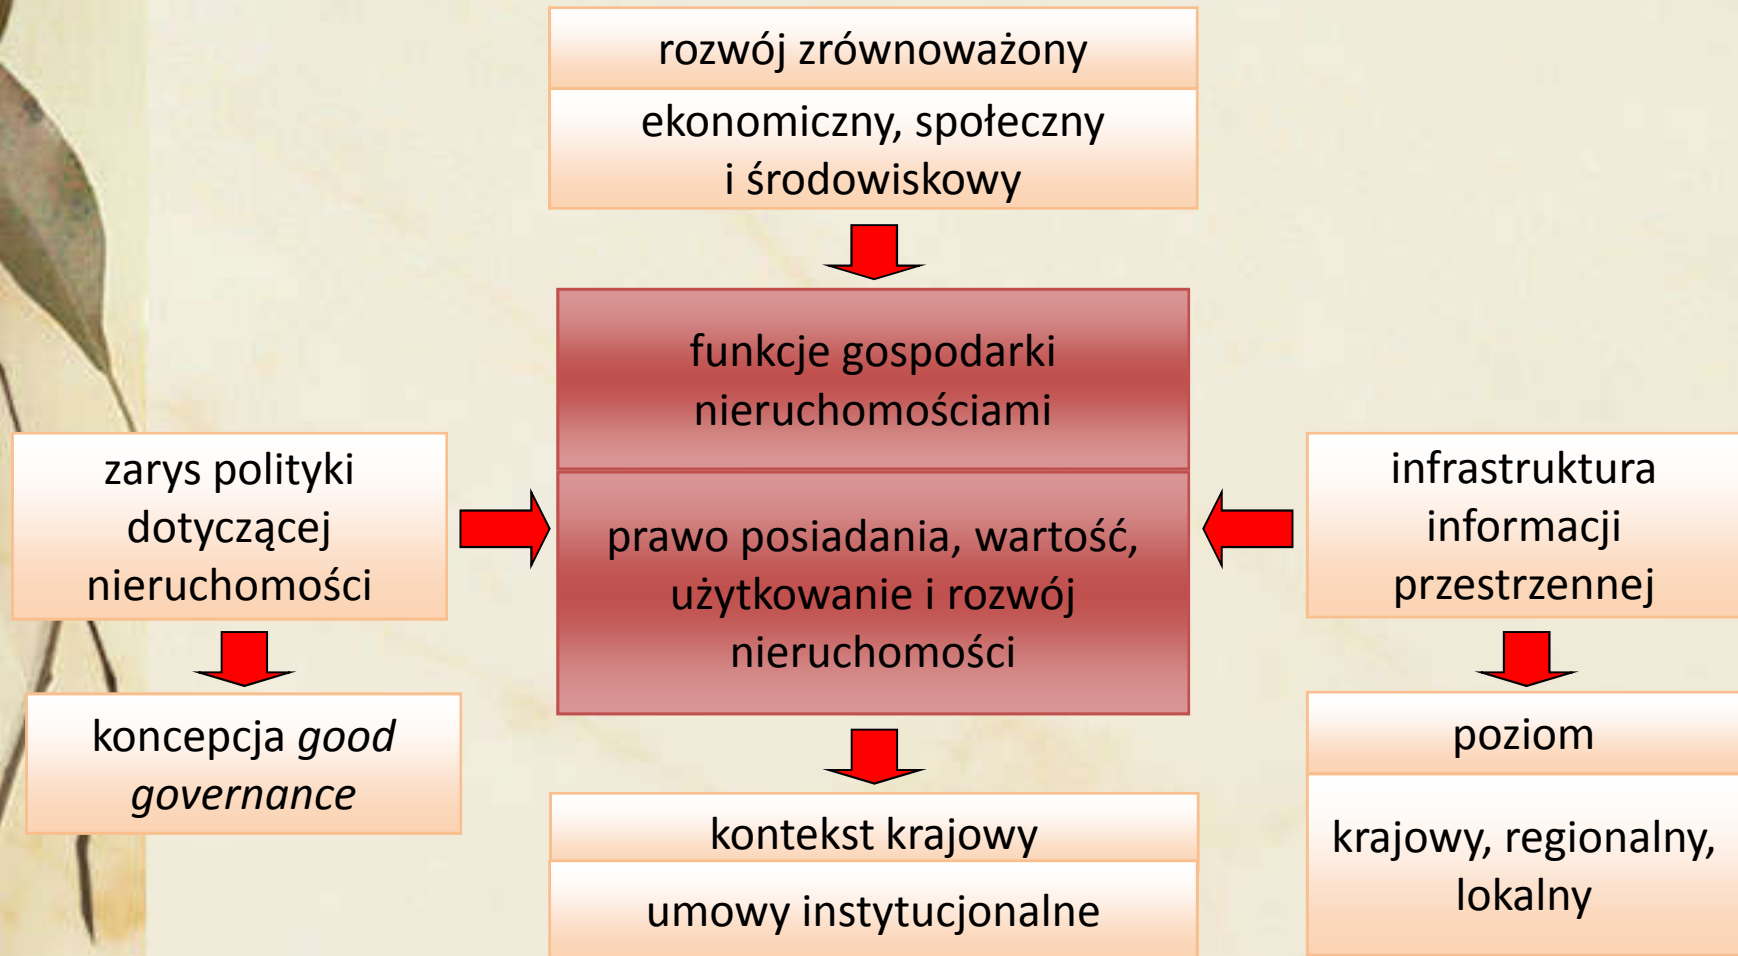 rozwój zrównoważony
ekonomiczny, społeczny
i środowiskowy
funkcje gospodarki
nieruchomościami
prawo posiadania, wartość,
użytkowanie i rozwój
nieruchomości
zarys polityki
dotyczącej
nieruchomości
koncepcja good
governance
infrastruktura
informacji
przestrzennej
poziom
krajowy, regionalny,
lokalny
kontekst krajowy
umowy instytucjonalne